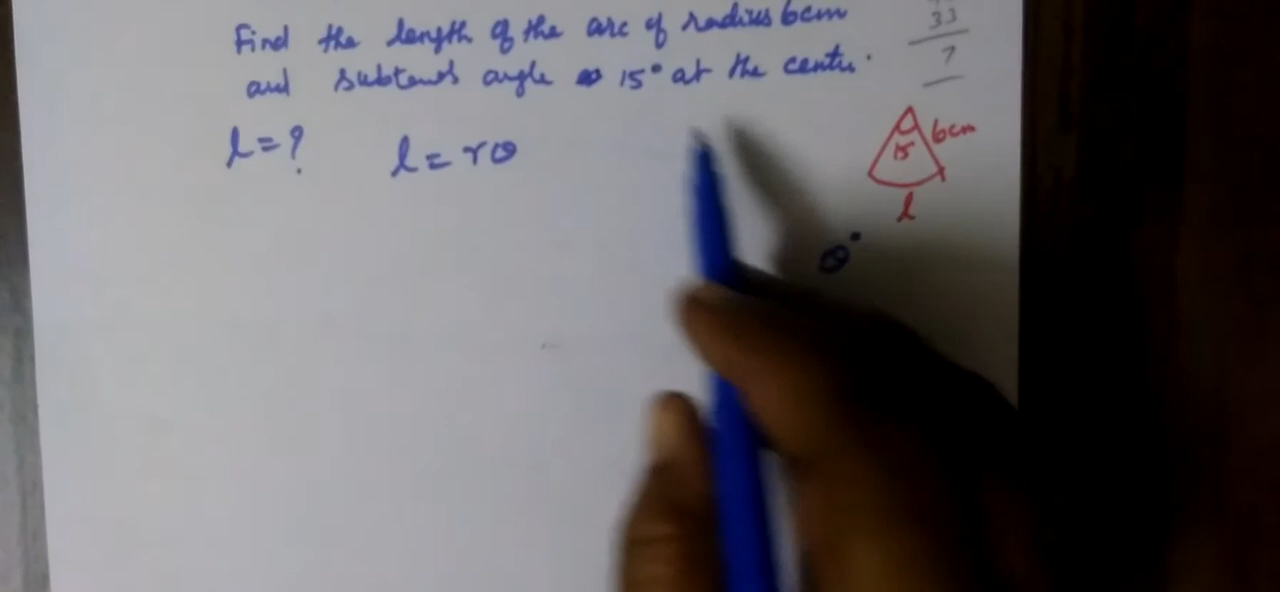 Find the length of the arc of radius 6cm
and subtends angle 15° at the centre.
l = ?
l = rθ
33
7
15
6cm
l
θ°